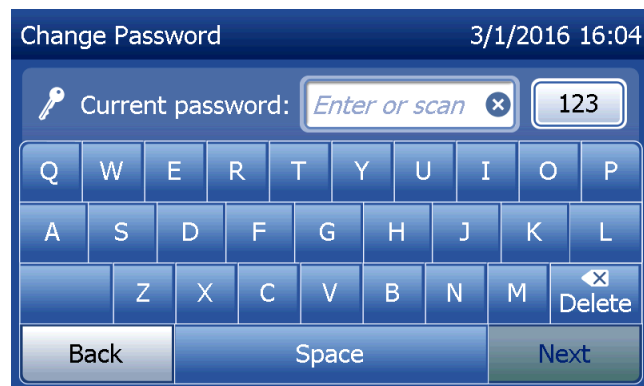 Change Password 3/1/2016 16:04
Current password: Enter or scan 123
Q W E R T Y U I O P
A S D F G H J K L
Z X C V B N M Delete
Back Space Next